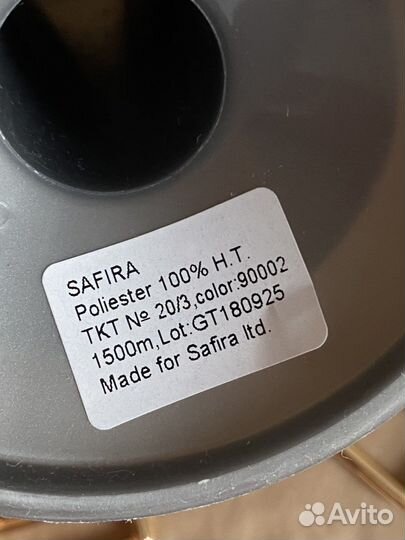 SAFIRA
Poliester 100% H.T.
TKT № 20/3,color:90002
1500m,Lot:GT180925
Made for Safira ltd.
Avito